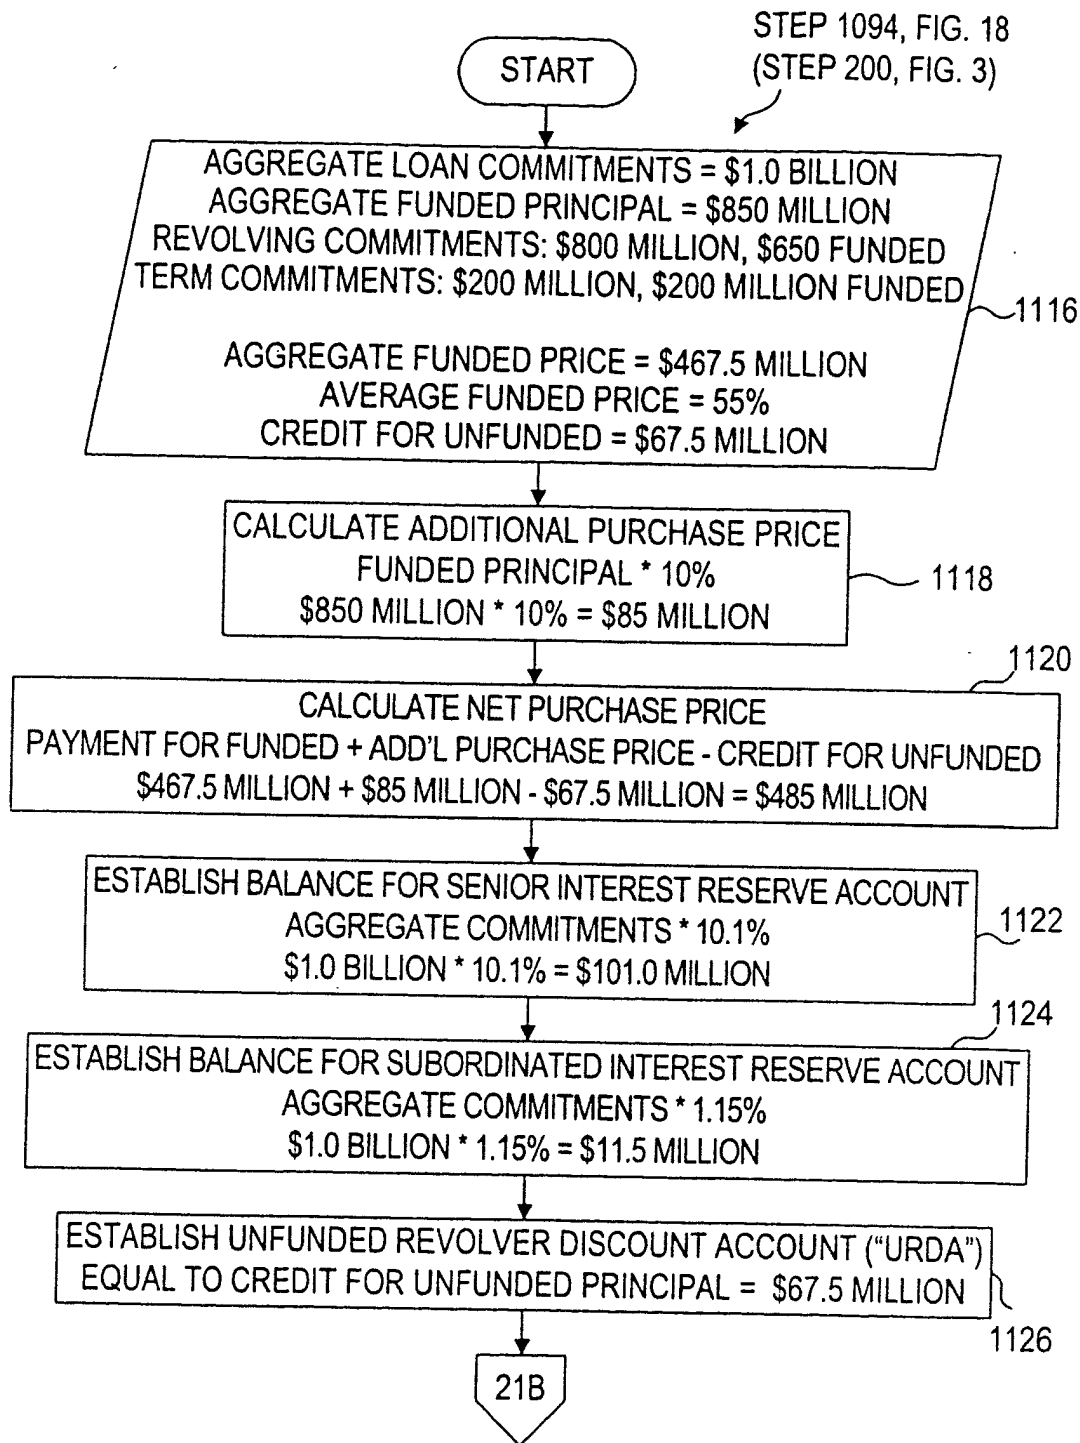 STEP 1094, FIG. 18
(STEP 200, FIG. 3)
START
AGGREGATE LOAN COMMITMENTS = $1.0 BILLION
AGGREGATE FUNDED PRINCIPAL = $850 MILLION
REVOLVING COMMITMENTS: $800 MILLION, $650 FUNDED
TERM COMMITMENTS: $200 MILLION, $200 MILLION FUNDED
1116
AGGREGATE FUNDED PRICE = $467.5 MILLION
AVERAGE FUNDED PRICE = 55%
CREDIT FOR UNFUNDED = $67.5 MILLION
CALCULATE ADDITIONAL PURCHASE PRICE
FUNDED PRINCIPAL * 10%
$850 MILLION * 10% = $85 MILLION
1118
1120
CALCULATE NET PURCHASE PRICE
PAYMENT FOR FUNDED + ADD'L PURCHASE PRICE - CREDIT FOR UNFUNDED
$467.5 MILLION + $85 MILLION - $67.5 MILLION = $485 MILLION
ESTABLISH BALANCE FOR SENIOR INTEREST RESERVE ACCOUNT
AGGREGATE COMMITMENTS * 10.1%
$1.0 BILLION * 10.1% = $101.0 MILLION
1122
1124
ESTABLISH BALANCE FOR SUBORDINATED INTEREST RESERVE ACCOUNT
AGGREGATE COMMITMENTS * 1.15%
$1.0 BILLION * 1.15% = $11.5 MILLION
ESTABLISH UNFUNDED REVOLVER DISCOUNT ACCOUNT ("URDA")
EQUAL TO CREDIT FOR UNFUNDED PRINCIPAL = $67.5 MILLION
1126
21B